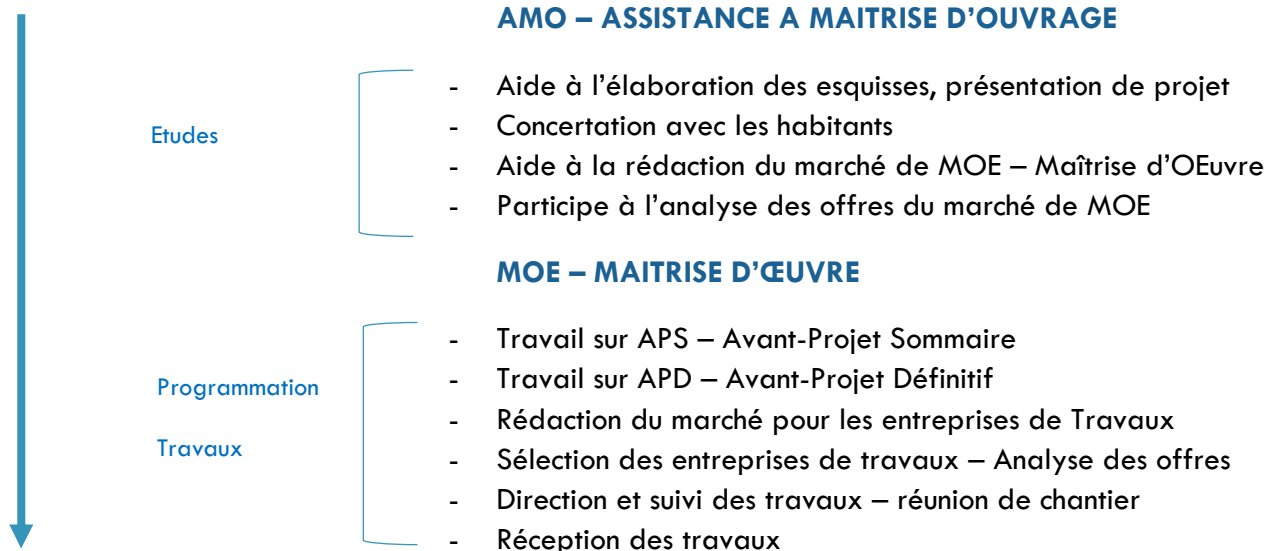 AMO – ASSISTANCE A MAITRISE D'OUVRAGE
Etudes
- Aide à l'élaboration des esquisses, présentation de projet
- Concertation avec les habitants
- Aide à la rédaction du marché de MOE – Maîtrise d'OEuvre
- Participe à l'analyse des offres du marché de MOE
MOE – MAITRISE D'ŒUVRE
Programmation
Travaux
- Travail sur APS – Avant-Projet Sommaire
- Travail sur APD – Avant-Projet Définitif
- Rédaction du marché pour les entreprises de Travaux
- Sélection des entreprises de travaux – Analyse des offres
- Direction et suivi des travaux – réunion de chantier
- Réception des travaux